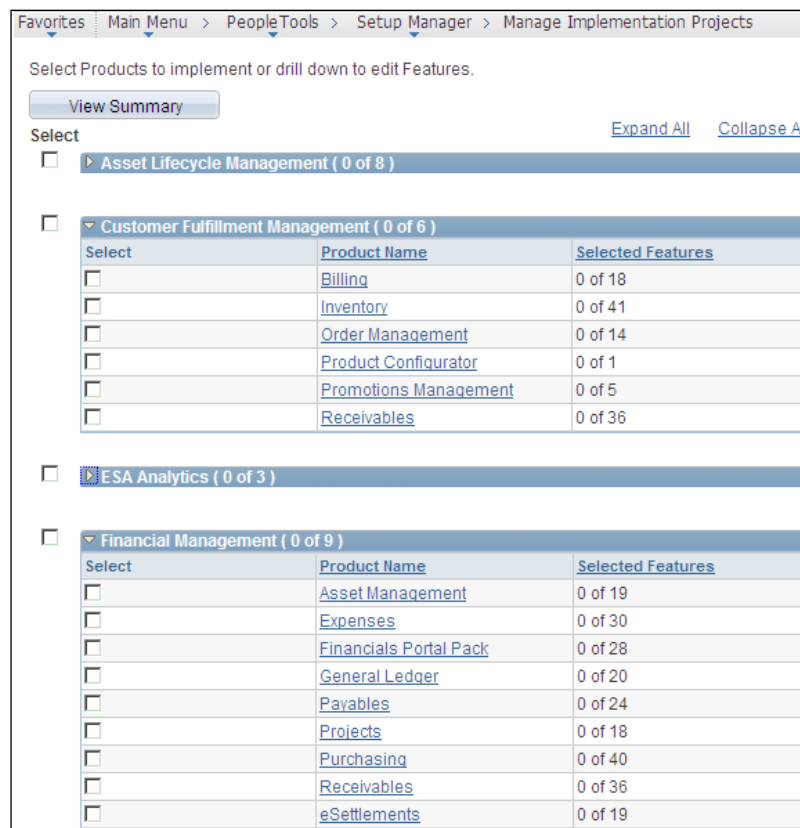 Favorites Main Menu > PeopleTools > Setup Manager > Manage Implementation Projects
Select Products to implement or drill down to edit Features.
View Summary
Expand All Collapse A
Select
Asset Lifecycle Management ( 0 of 8 )
Customer Fulfillment Management ( 0 of 6 )
Select Product Name Selected Features
Billing 0 of 18
Inventory 0 of 41
Order Management 0 of 14
Product Configurator 0 of 1
Promotions Management 0 of 5
Receivables 0 of 36
ESA Analytics ( 0 of 3 )
Financial Management ( 0 of 9 )
Select Product Name Selected Features
Asset Management 0 of 19
Expenses 0 of 30
Financials Portal Pack 0 of 28
General Ledger 0 of 20
Payables 0 of 24
Projects 0 of 18
Purchasing 0 of 40
Receivables 0 of 36
eSettlements 0 of 19